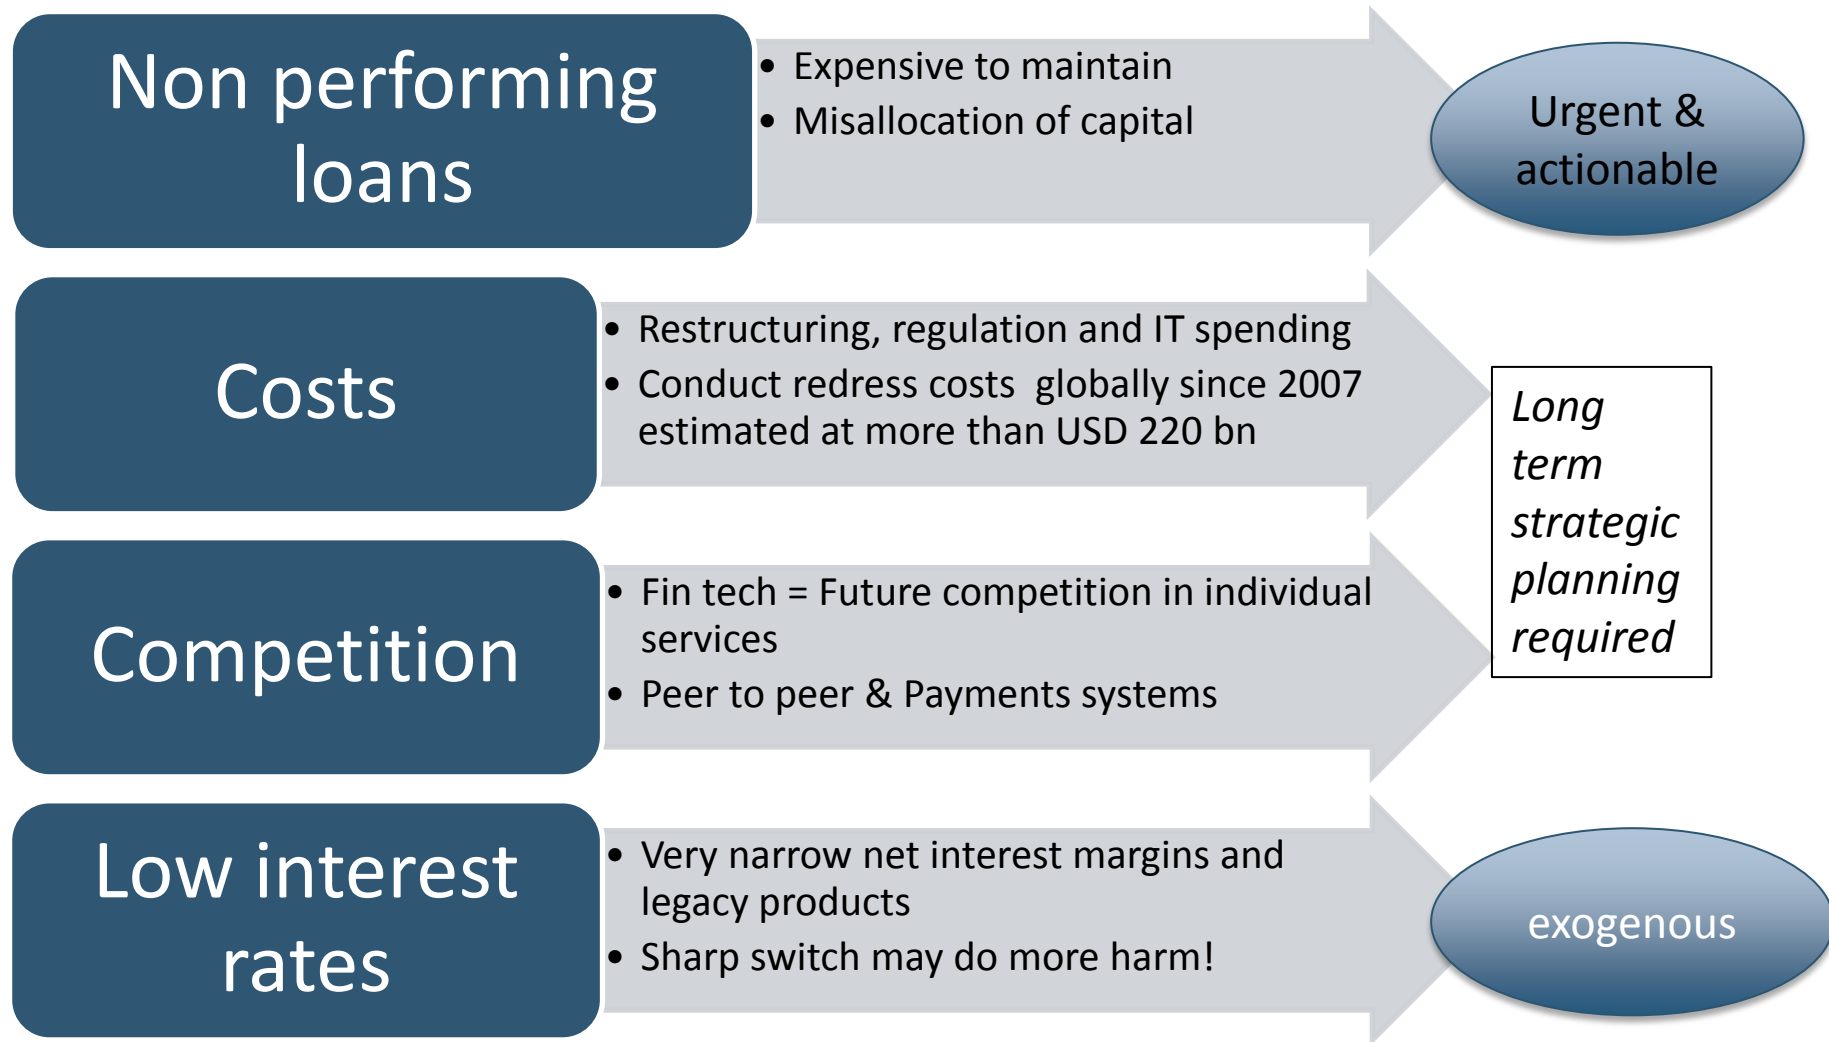 Non performing
loans
• Expensive to maintain
• Misallocation of capital
Urgent &
actionable
Costs
• Restructuring, regulation and IT spending
• Conduct redress costs  globally since 2007
estimated at more than USD 220 bn
Long
term
strategic
planning
required
Competition
• Fin tech = Future competition in individual
services
• Peer to peer & Payments systems
Low interest
rates
• Very narrow net interest margins and
legacy products
• Sharp switch may do more harm!
exogenous